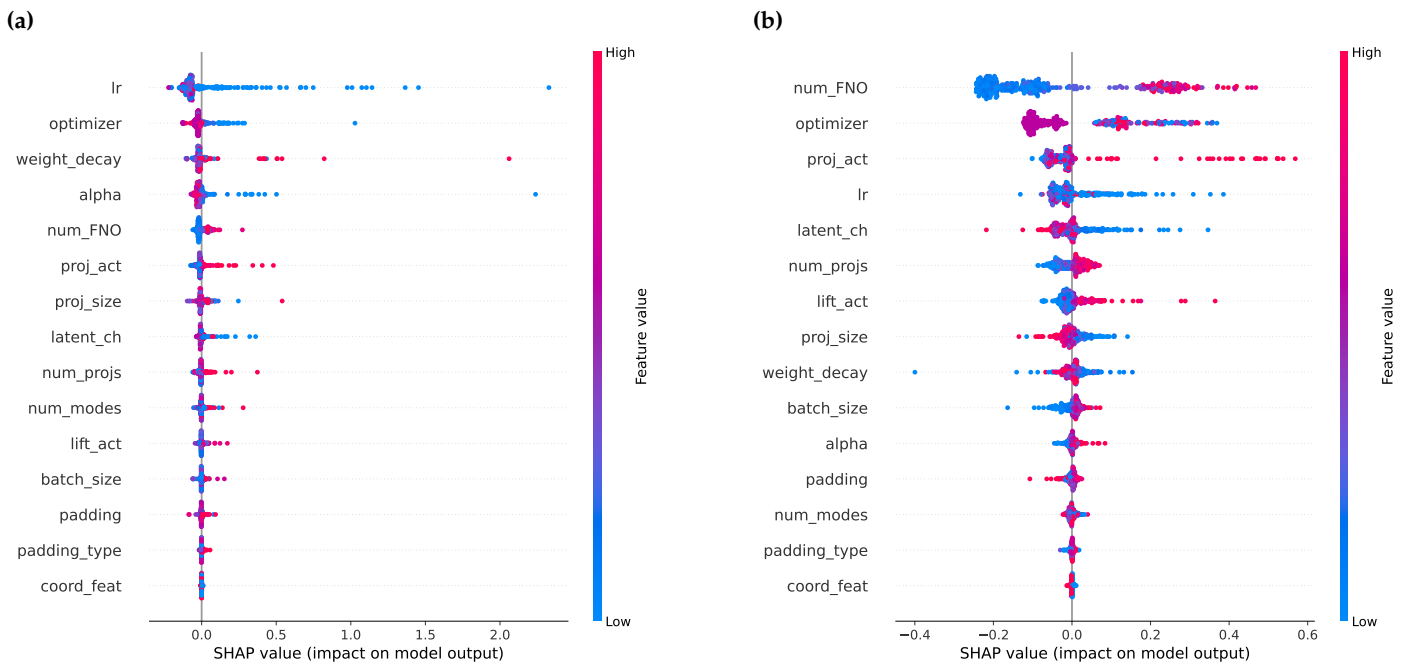 (a)
High
lr
optimizer
weight_decay
alpha
num_FNO
proj_act
proj_size
latent_ch
num_projs
num_modes
lift_act
batch_size
padding
padding_type
coord_feat
Feature value
Low
0.0 0.5 1.0 1.5 2.0
SHAP value (impact on model output)
(b)
High
num_FNO
optimizer
proj_act
lr
latent_ch
num_projs
lift_act
proj_size
weight_decay
batch_size
alpha
padding
num_modes
padding_type
coord_feat
Feature value
Low
−0.4 −0.2 0.0 0.2 0.4 0.6
SHAP value (impact on model output)